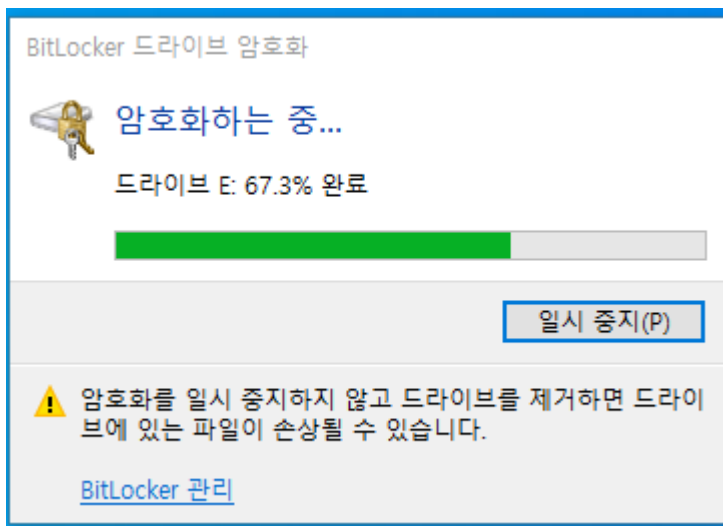 BitLocker 드라이브 암호화
암호화하는 중...
드라이브 E: 67.3% 완료
일시 중지(P)
암호화를 일시 중지하지 않고 드라이브를 제거하면 드라이
브에 있는 파일이 손상될 수 있습니다.
BitLocker 관리